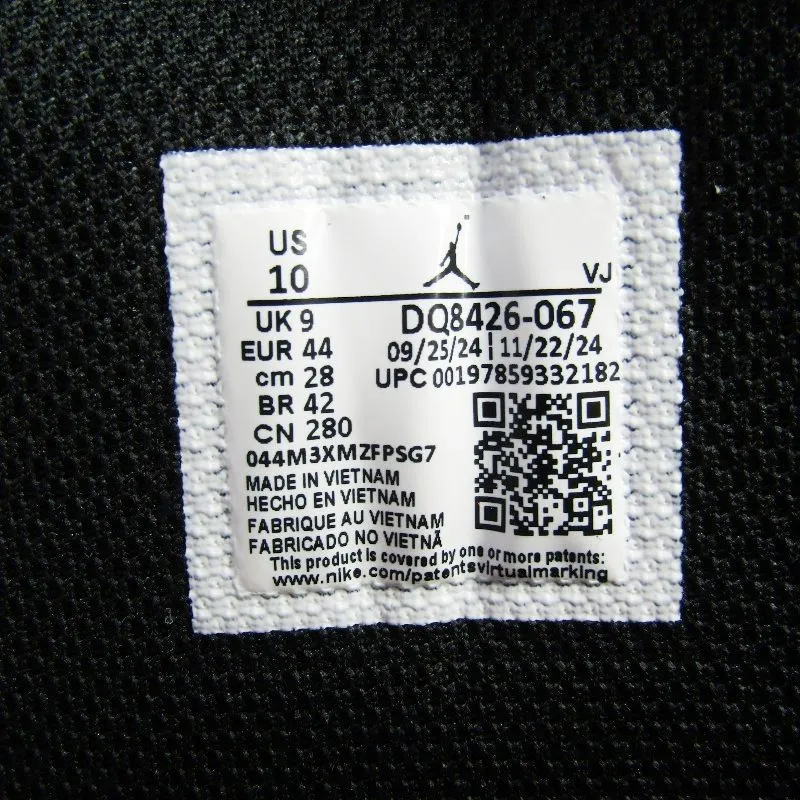 US
10
VJ
UK 9
DQ8426-067
EUR 44
09/25/24 | 11/22/24
cm 28
UPC 00197859332182
BR 42
CN 280
044M3XMZFPSG7
MADE IN VIETNAM
HECHO EN VIETNAM
FABRIQUE AU VIETNAM
FABRICADO NO VIETNÃ
This product is covered by one or more patents:
www.nike.com/patentsvirtualmarking